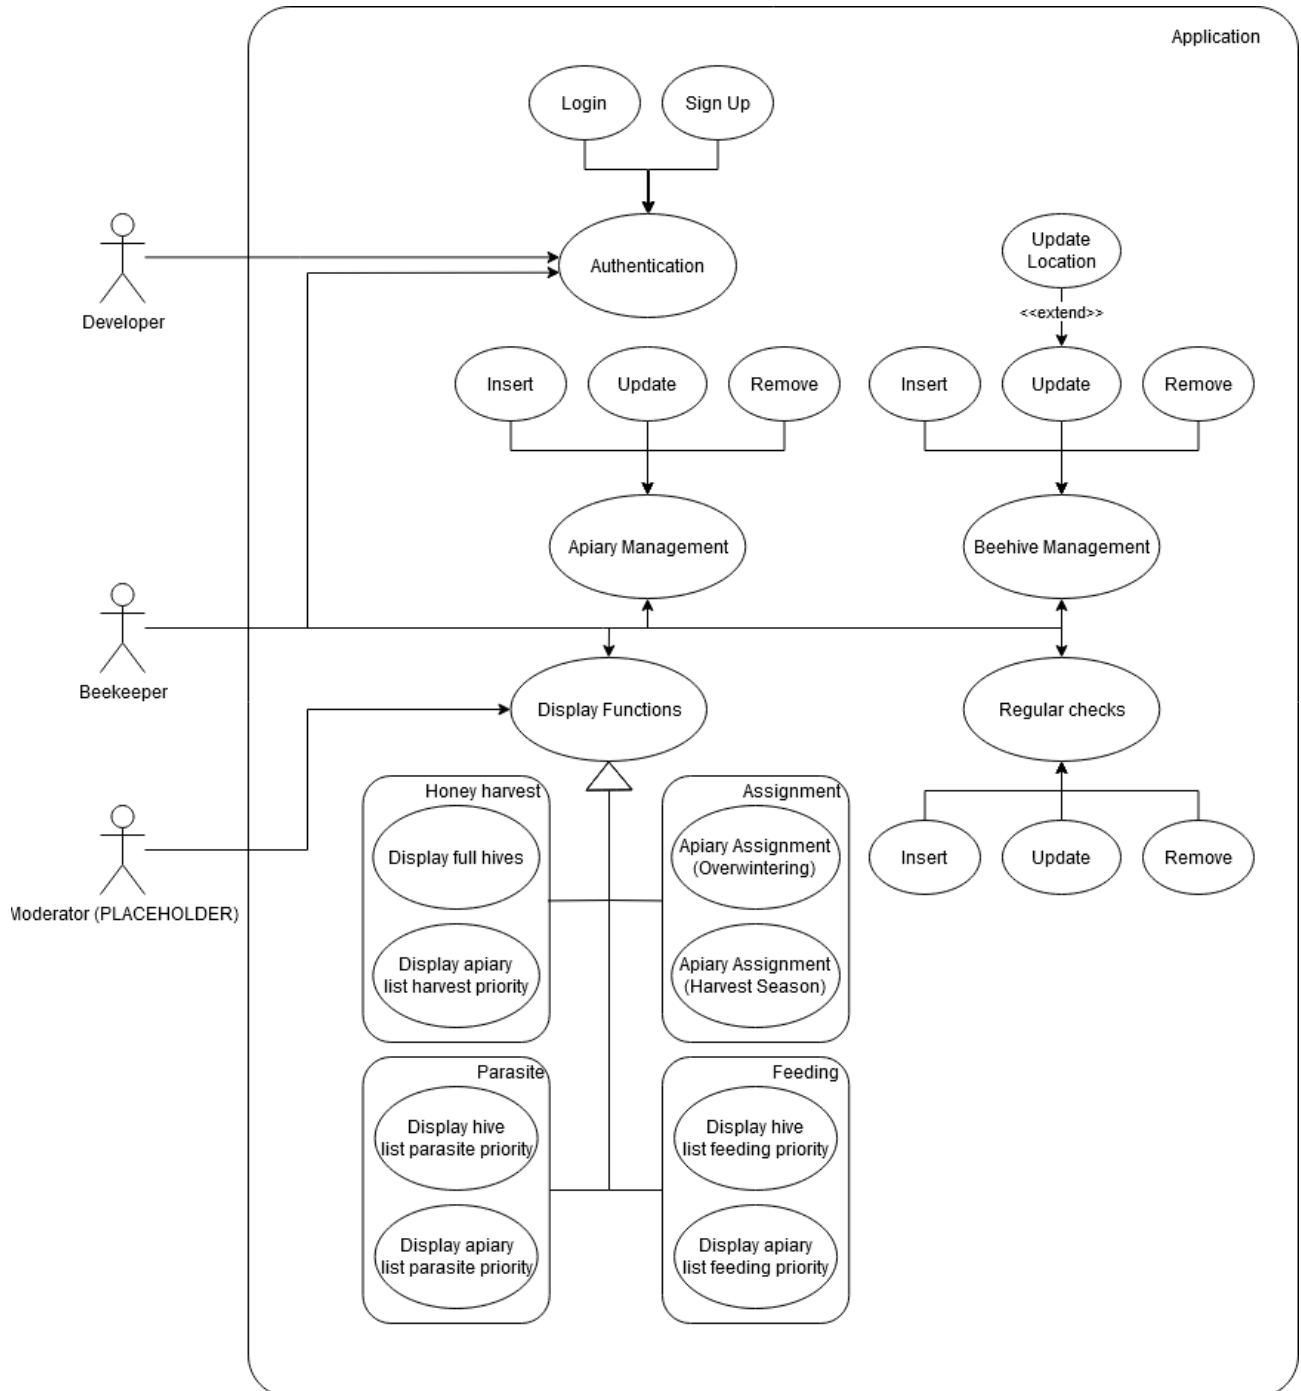 Application
Login
Sign Up
Authentication
Developer
Update
Location
<<extend>>
Insert
Update
Remove
Insert
Update
Remove
Apiary Management
Beehive Management
Beekeeper
Display Functions
Regular checks
Honey harvest
Display full hives
Display apiary
list harvest priority
Assignment
Apiary Assignment
(Overwintering)
Apiary Assignment
(Harvest Season)
Insert
Update
Remove
Moderator (PLACEHOLDER)
Parasite
Display hive
list parasite priority
Display apiary
list parasite priority
Feeding
Display hive
list feeding priority
Display apiary
list feeding priority